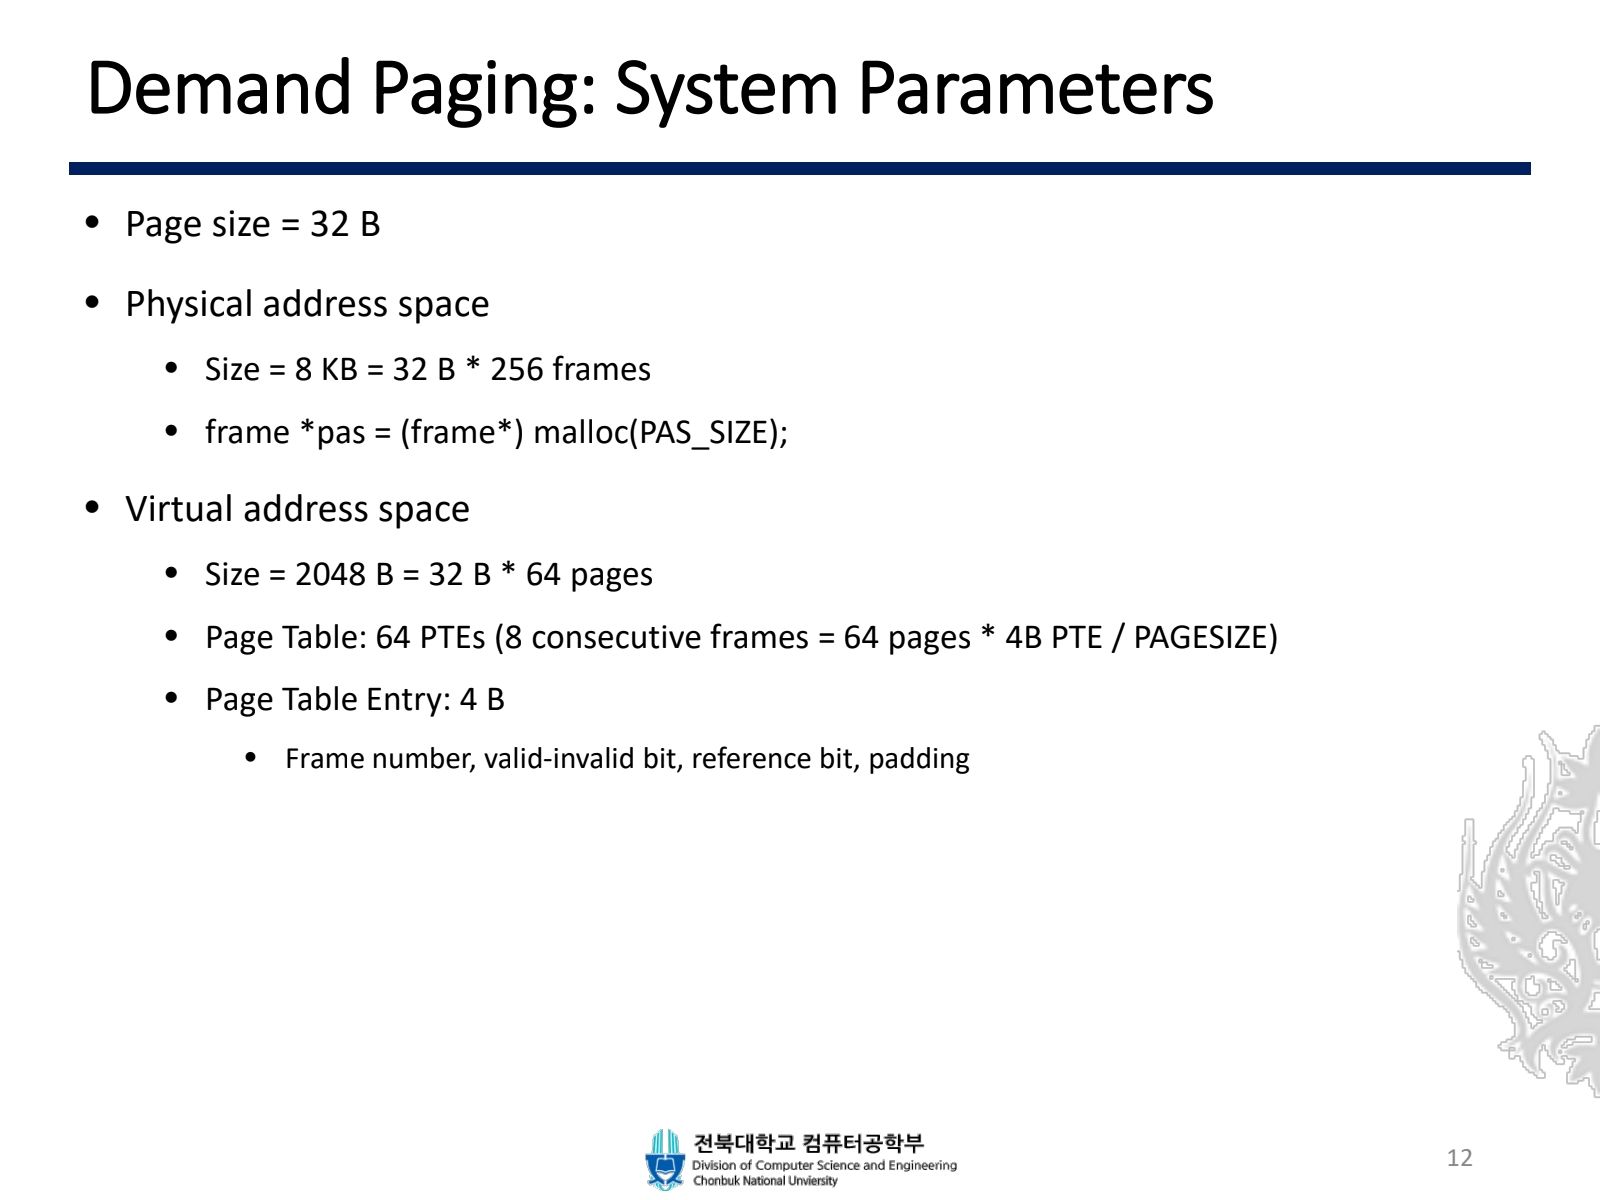 Demand Paging: System Parameters
• Page size = 32 B
• Physical address space
• Size = 8 KB = 32 B * 256 frames
• frame *pas = (frame*) malloc(PAS_SIZE);
• Virtual address space
• Size = 2048 B = 32 B * 64 pages
• Page Table: 64 PTEs (8 consecutive frames = 64 pages * 4B PTE / PAGESIZE)
• Page Table Entry: 4 B
• Frame number, valid-invalid bit, reference bit, padding
전북대학교 컴퓨터공학부
Division of Computer Science and Engineering
Chonbuk National Unviersity
12